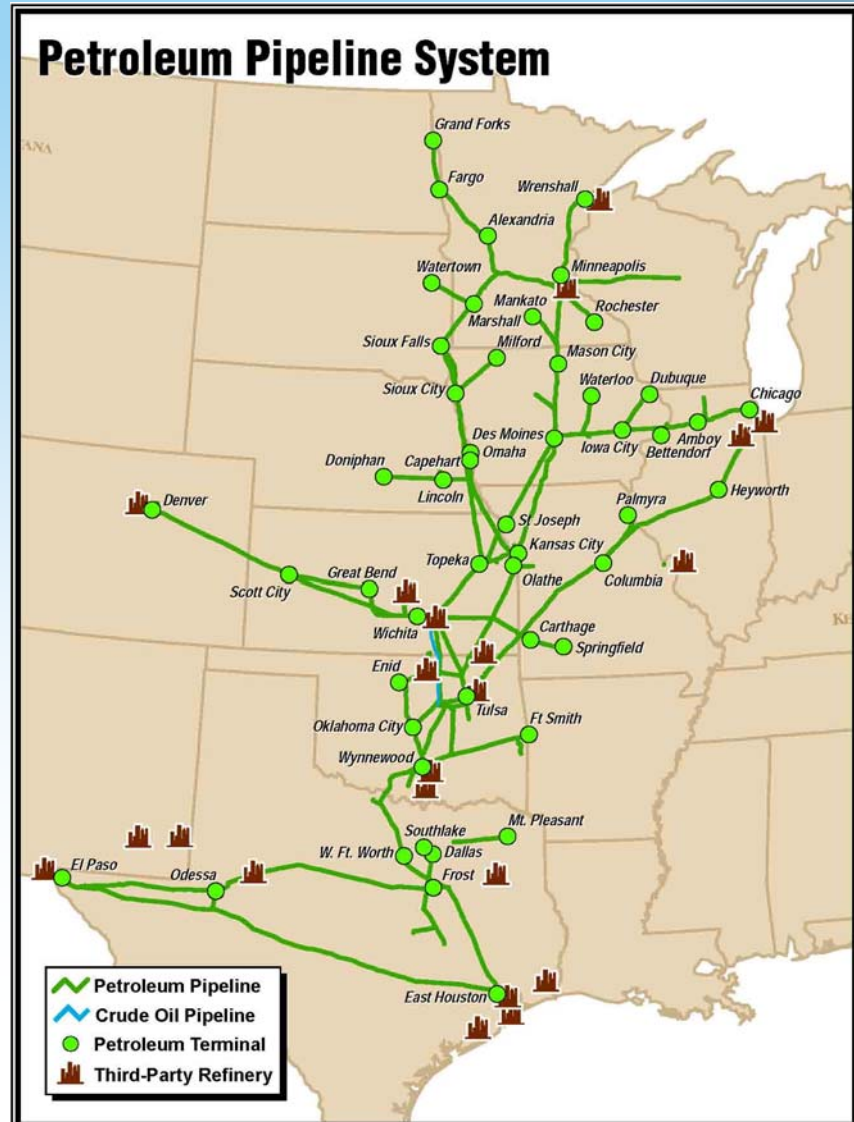 Petroleum Pipeline System
Grand Forks
ANA
Fargo
Wrenshall
Alexandria
Watertown
Minneapolis
Mankato
Rochester
Marshall
Sioux Falls
Milford
Mason City
Waterloo
Dubuque
Sioux City
Chicago
Des Moines
Omaha
Iowa City
Amboy
Bettendorf
Doniphan
Capehart
Lincoln
Heyworth
Palmyra
Denver
St Joseph
Kansas City
Topeka
Olathe
Columbia
Great Bend
Scott City
Wichita
Carthage
Springfield
KE
Enid
Tulsa
Oklahoma City
Ft Smith
Wynnewood
Mt. Pleasant
Southlake
W. Ft. Worth
Dallas
El Paso
Odessa
Frost
East Houston
Petroleum Pipeline
Crude Oil Pipeline
Petroleum Terminal
Third-Party Refinery